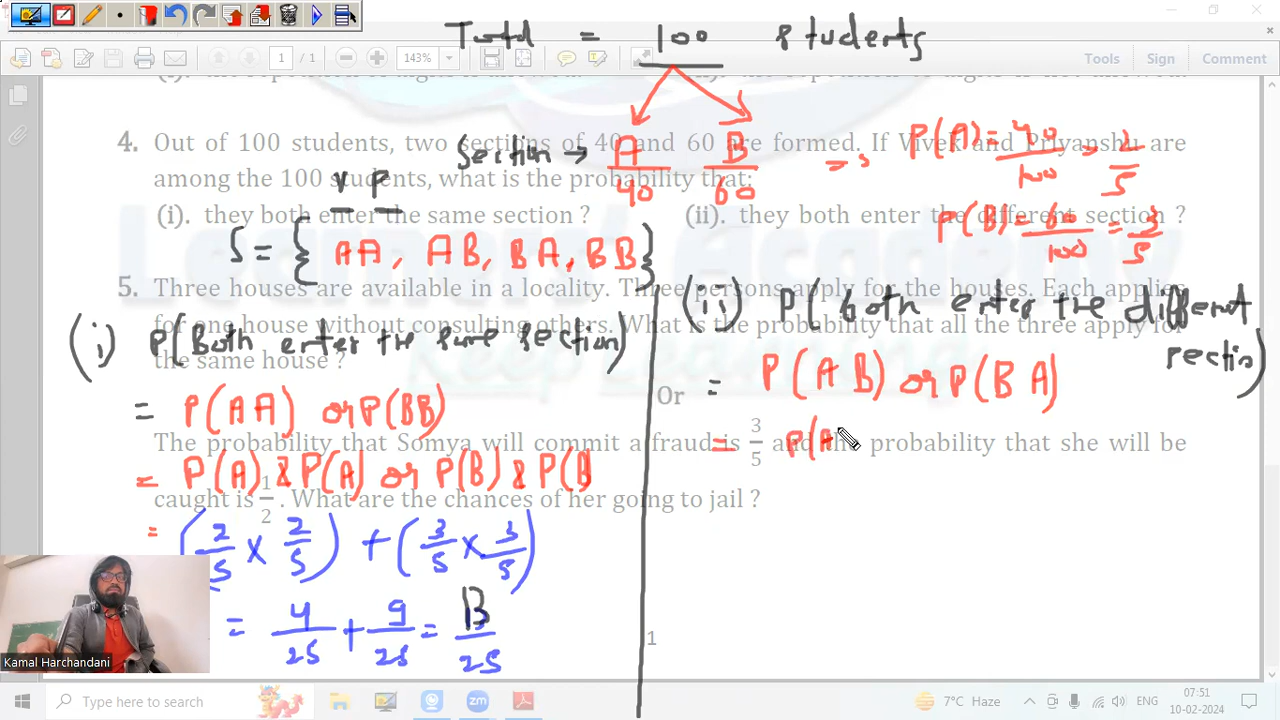 Total = 100 students
1 / 1
143%
Tools
Sign
Comment
4. Out of 100 students, two sections of 40 and 60 are formed. If Vivek and Priyanshu are
among the 100 students, what is the probability that:
(i). they both enter the same section ?
(ii). they both enter the different section ?
Section → A/40 B/60
=> P(A) = 40/100 = 2/5
P(B) = 60/100 = 3/5
V P
S = { AA, AB, BA, BB }
5. Three houses are available in a locality. Three persons apply for the houses. Each applies
for one house without consulting others. What is the probability that all the three apply for
the same house ?
Or
The probability that Somya will commit a fraud is 3/5 and the probability that she will be
caught is 1/2. What are the chances of her going to jail ?
(i) P(Both enter the same section)
= P(AA) or P(BB)
= P(A) & P(A) or P(B) & P(B
= (2/5 × 2/5) + (3/5 × 3/5)
= 4/25 + 9/25 = 13/25
(ii) P( both enter the different
section)
= P(A B) or P(B A)
= P(A
1
Kamal Harchandani
Type here to search
7°C Haze
ENG
07:51
10-02-2024